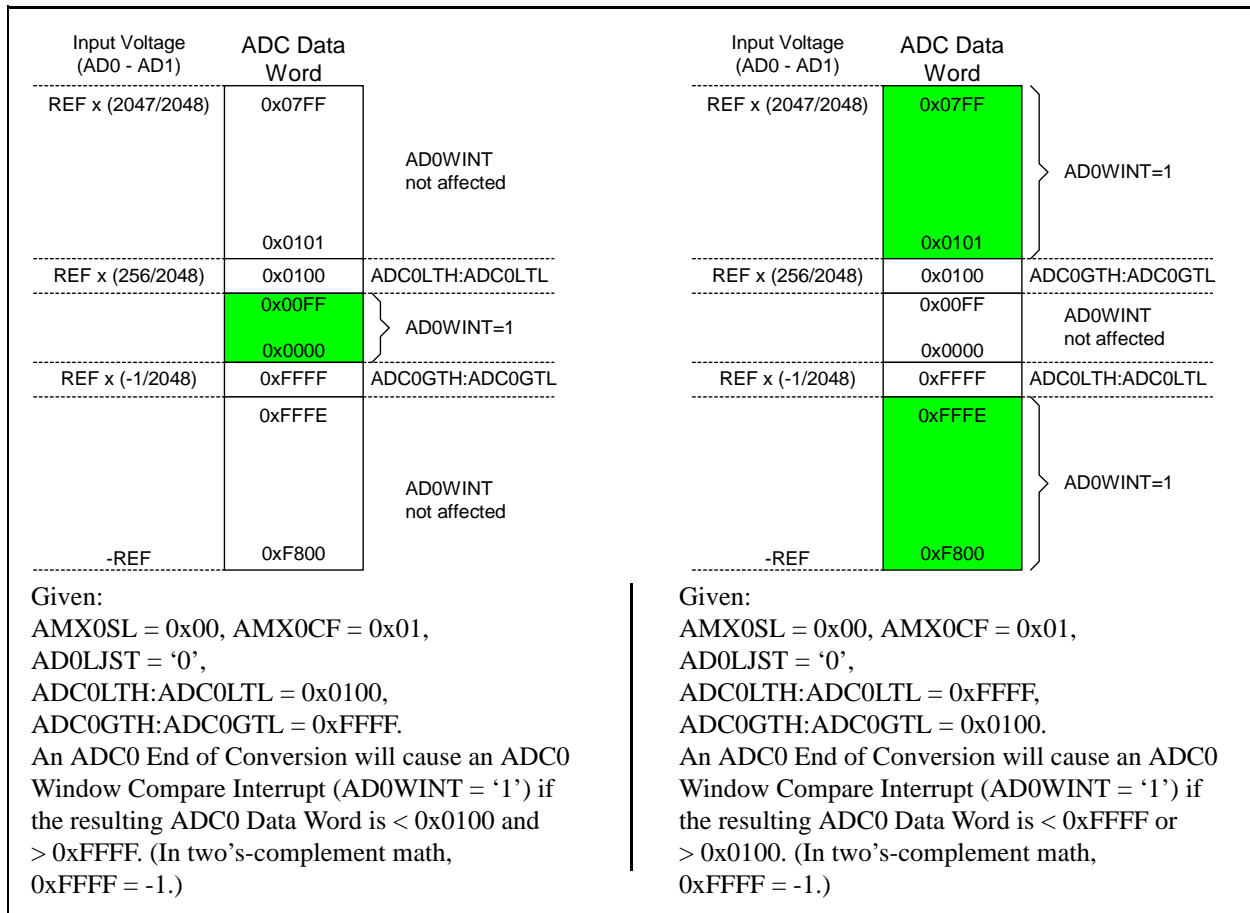 Input Voltage
(AD0 - AD1)
ADC Data
Word
REF x (2047/2048)
0x07FF
AD0WINT
not affected
0x0101
REF x (256/2048)
0x0100
ADC0LTH:ADC0LTL
0x00FF
AD0WINT=1
0x0000
REF x (-1/2048)
0xFFFF
ADC0GTH:ADC0GTL
0xFFFE
AD0WINT
not affected
-REF
0xF800
Given:
AMX0SL = 0x00, AMX0CF = 0x01,
AD0LJST = ‘0’,
ADC0LTH:ADC0LTL = 0x0100,
ADC0GTH:ADC0GTL = 0xFFFF.
An ADC0 End of Conversion will cause an ADC0
Window Compare Interrupt (AD0WINT = ‘1’) if
the resulting ADC0 Data Word is < 0x0100 and
> 0xFFFF. (In two’s-complement math,
0xFFFF = -1.)
Input Voltage
(AD0 - AD1)
ADC Data
Word
REF x (2047/2048)
0x07FF
AD0WINT=1
0x0101
REF x (256/2048)
0x0100
ADC0GTH:ADC0GTL
0x00FF
AD0WINT
not affected
0x0000
REF x (-1/2048)
0xFFFF
ADC0LTH:ADC0LTL
0xFFFE
AD0WINT=1
-REF
0xF800
Given:
AMX0SL = 0x00, AMX0CF = 0x01,
AD0LJST = ‘0’,
ADC0LTH:ADC0LTL = 0xFFFF,
ADC0GTH:ADC0GTL = 0x0100.
An ADC0 End of Conversion will cause an ADC0
Window Compare Interrupt (AD0WINT = ‘1’) if
the resulting ADC0 Data Word is < 0xFFFF or
> 0x0100. (In two’s-complement math,
0xFFFF = -1.)